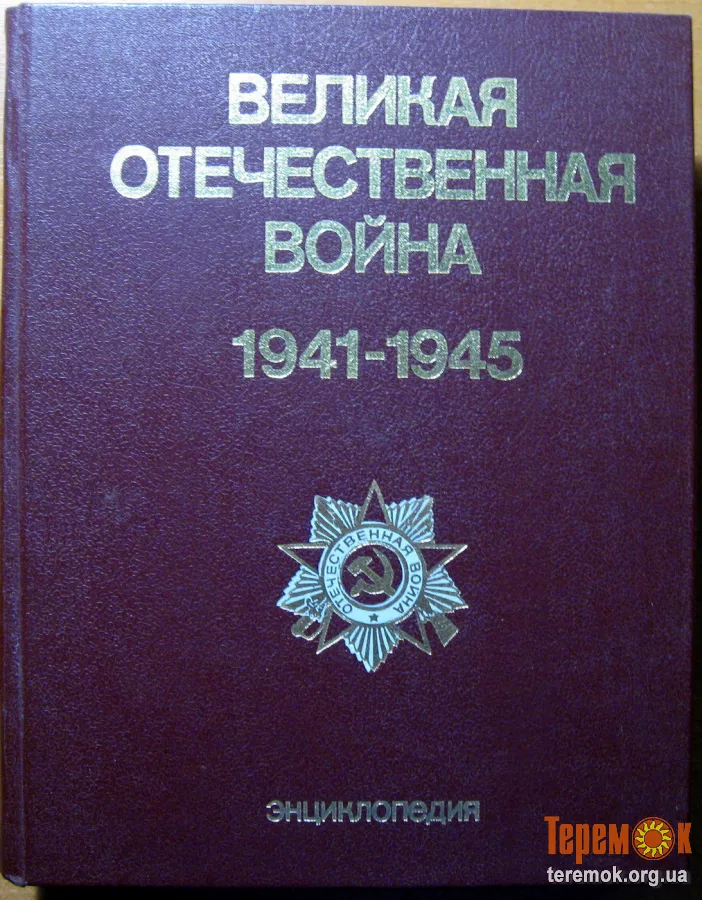 ВЕЛИКАЯ
ОТЕЧЕСТВЕННАЯ
ВОЙНА
1941-1945
ОТЕЧЕСТВЕННАЯ ВОЙНА
ЭНЦИКЛОПЕДИЯ
ТеремОк
teremok.org.ua